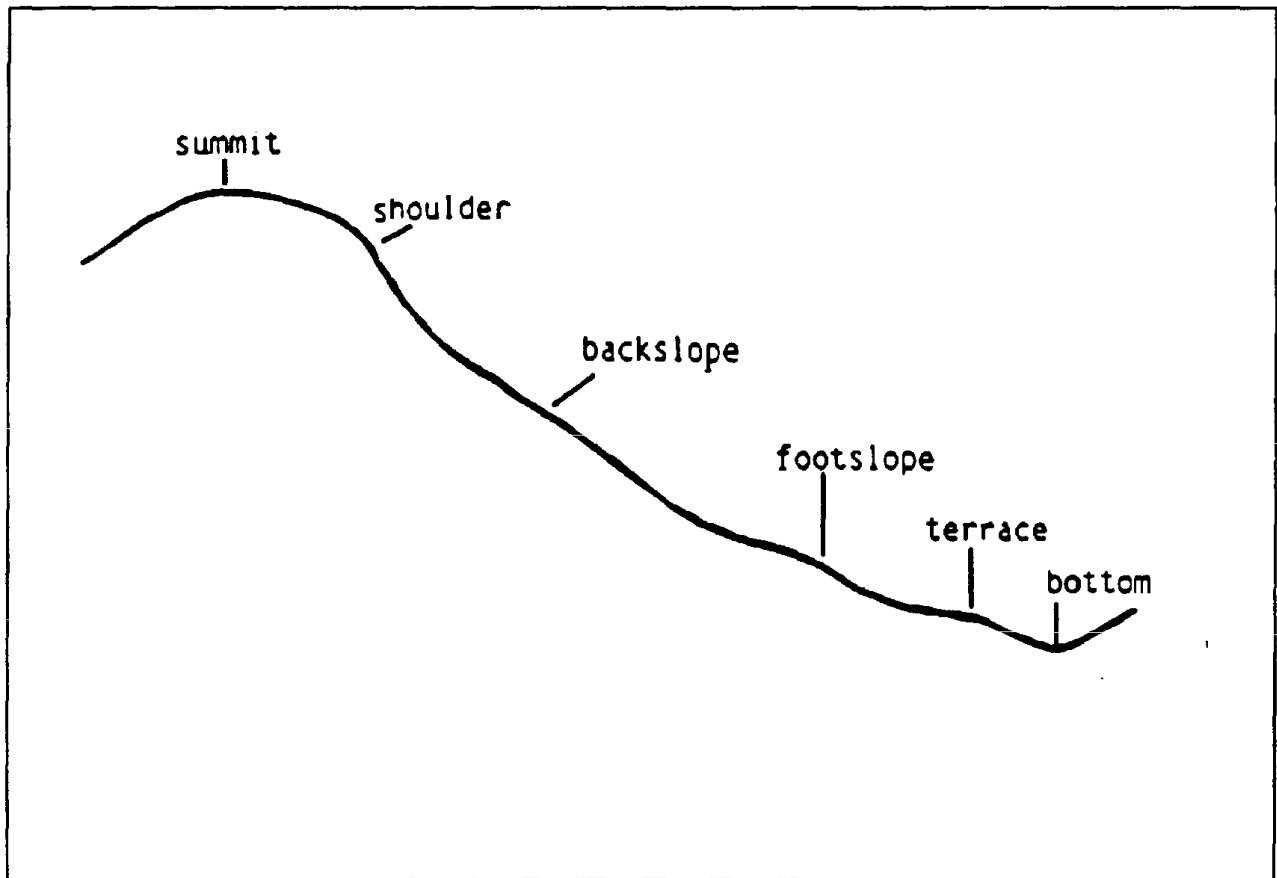 summit
shoulder
backslope
footslope
terrace
bottom